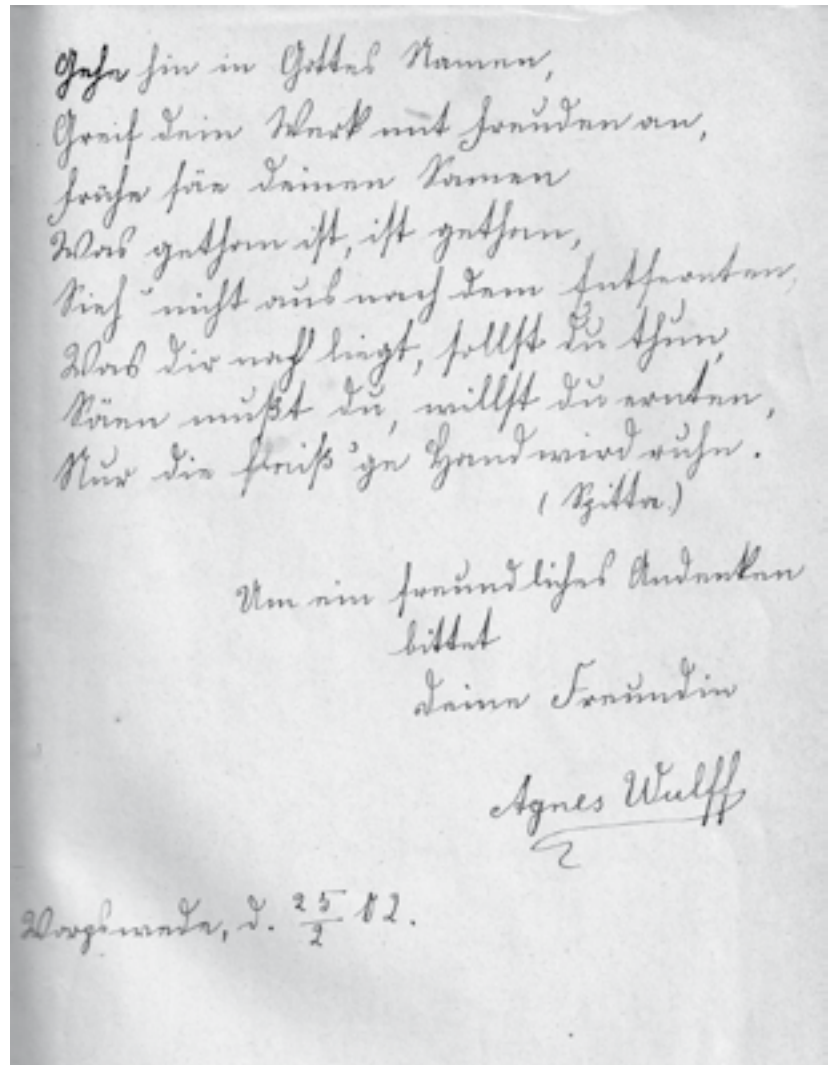 Gehe hin in Gottes Namen,
Greif dein Werk mit Freuden an,
Frühe säe deinen Samen
Was gethan ist, ist gethan,
Sieh' nicht aus nach dem Entfernten,
Was dir nah liegt, sollst du thun,
Säen mußt du, willst du ernten,
Nur die fleiß'ge Hand wird ruhn.
(Spitta.)
Um ein freundliches Andenken
bittet
Deine Freundin
Agnes Wulff
Worpswede, d. 25/2 02.